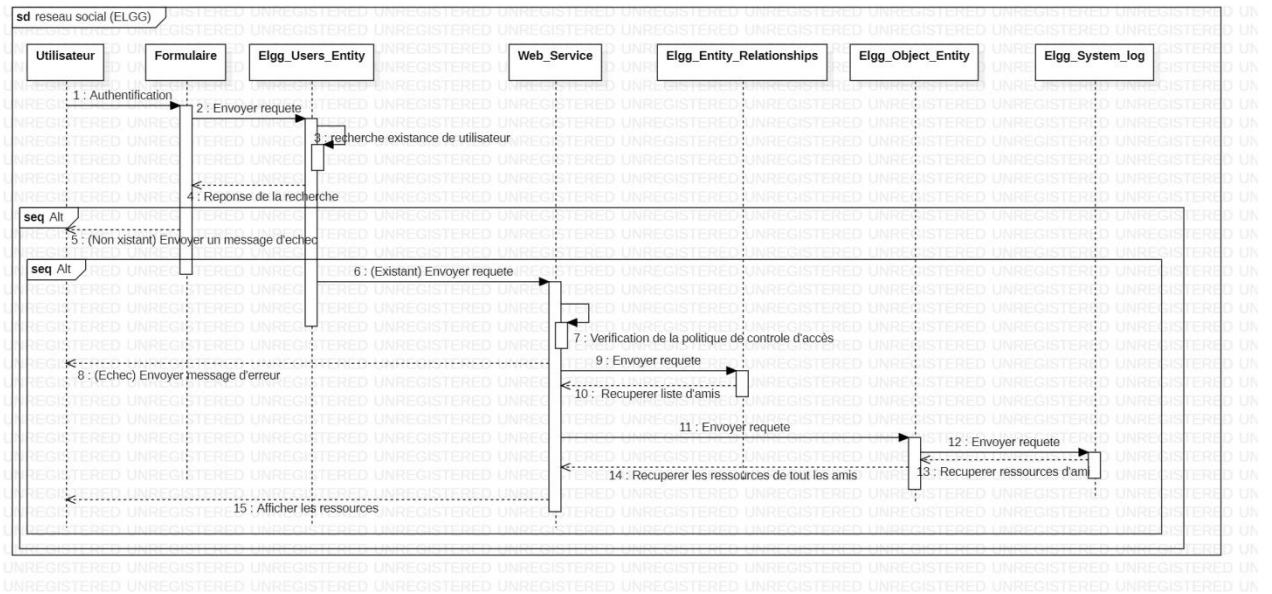 sd reseau social (ELGG)
Utilisateur
Formulaire
Elgg_Users_Entity
Web_Service
Elgg_Entity_Relationships
Elgg_Object_Entity
Elgg_System_log
1 : Authentification
2 : Envoyer requete
3 : recherche existance de utilisateur
4 : Reponse de la recherche
seq Alt
5 : (Non xistant) Envoyer un message d'echec
seq Alt
6 : (Existant) Envoyer requete
7 : Verification de la politique de controle d'accès
8 : (Echec) Envoyer message d'erreur
9 : Envoyer requete
10 : Recuperer liste d'amis
11 : Envoyer requete
12 : Envoyer requete
13 : Recuperer ressources d'ami
14 : Recuperer les ressources de tout les amis
15 : Afficher les ressources
UNREGISTERED